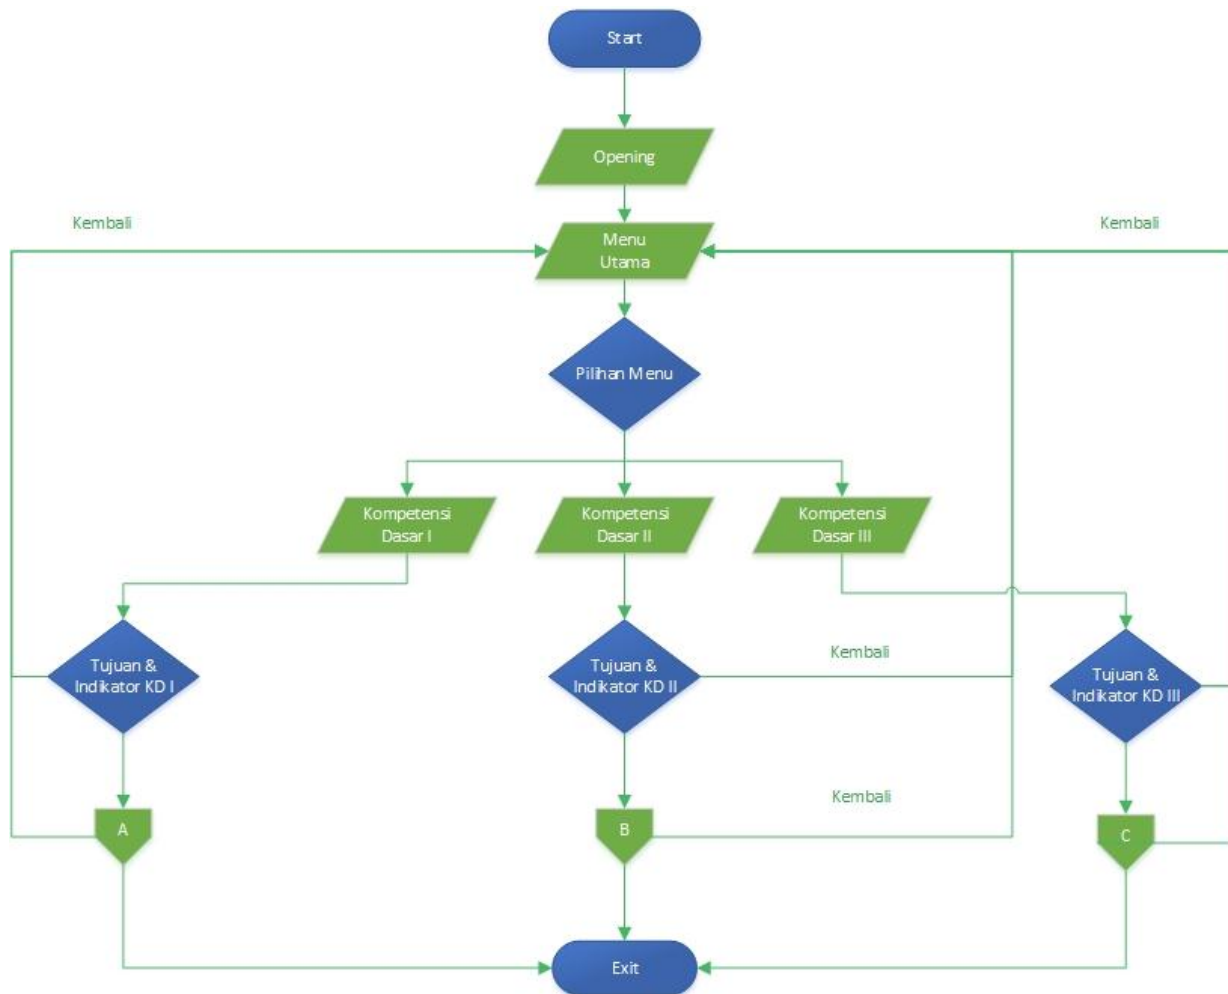 Start
Opening
Kembali
Kembali
Menu
Utama
Pilihan Menu
Kompetensi
Dasar I
Kompetensi
Dasar II
Kompetensi
Dasar III
Tujuan &
Indikator KD I
Tujuan &
Indikator KD II
Kembali
Tujuan &
Indikator KD III
Kembali
A
B
C
Exit